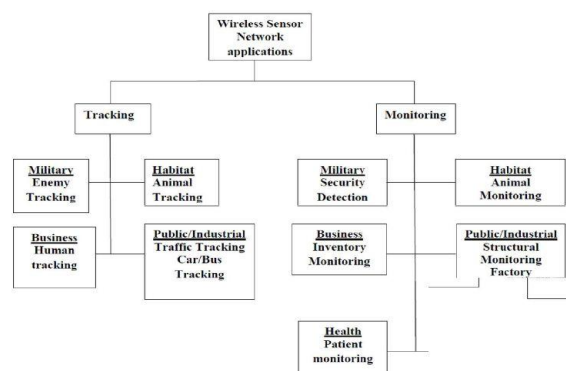 Wireless Sensor
Network
applications
Tracking
Monitoring
Military
Enemy
Tracking
Habitat
Animal
Tracking
Military
Security
Detection
Habitat
Animal
Monitoring
Business
Human
tracking
Public/Industrial
Traffic Tracking
Car/Bus
Tracking
Business
Inventory
Monitoring
Public/Industrial
Structural
Monitoring
Factory
Health
Patient
monitoring